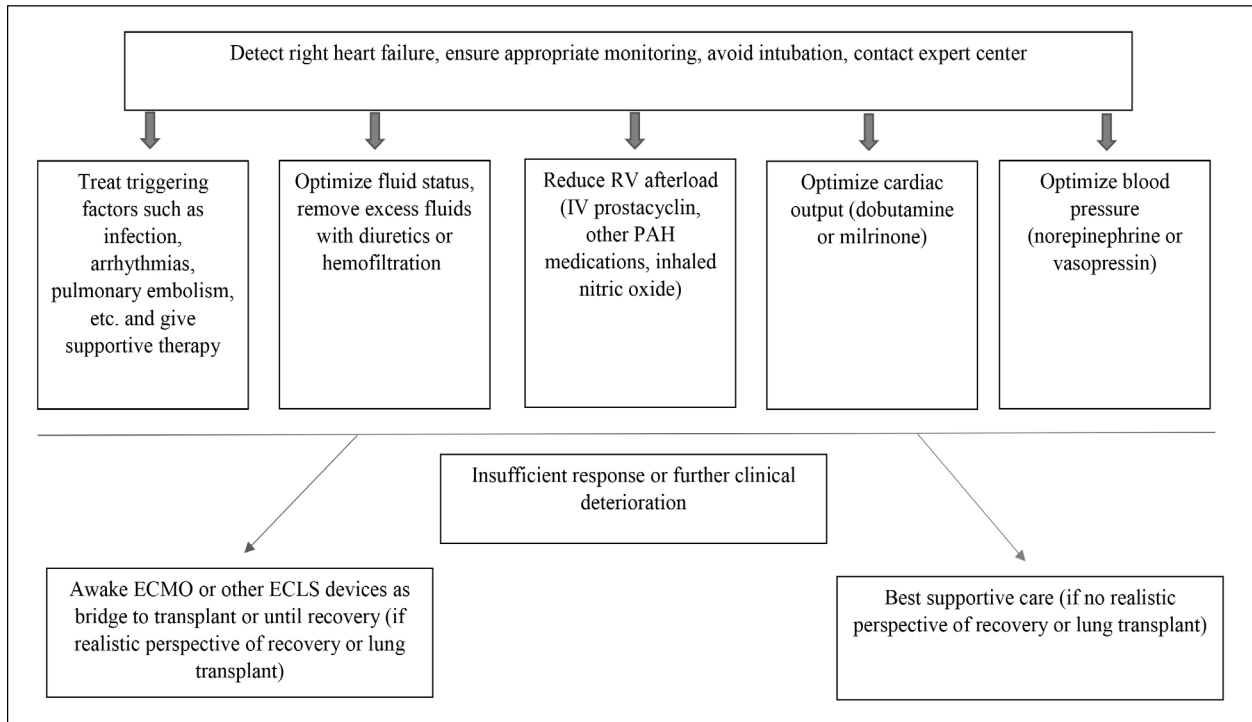 Detect right heart failure, ensure appropriate monitoring, avoid intubation, contact expert center
Treat triggering
factors such as
infection,
arrhythmias,
pulmonary embolism,
etc. and give
supportive therapy
Optimize fluid status,
remove excess fluids
with diuretics or
hemofiltration
Reduce RV afterload
(IV prostacyclin,
other PAH
medications, inhaled
nitric oxide)
Optimize cardiac
output (dobutamine
or milrinone)
Optimize blood
pressure
(norepinephrine or
vasopressin)
Insufficient response or further clinical
deterioration
Awake ECMO or other ECLS devices as
bridge to transplant or until recovery (if
realistic perspective of recovery or lung
transplant)
Best supportive care (if no realistic
perspective of recovery or lung transplant)